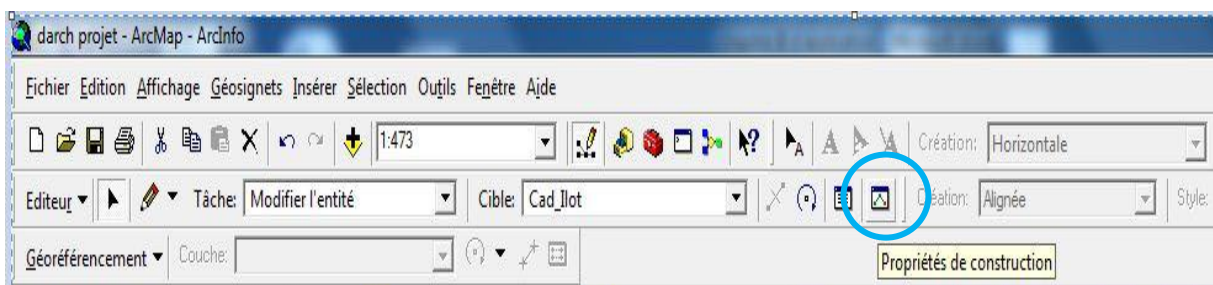 darch projet - ArcMap - ArcInfo
Fichier Edition Affichage Géosignets Insérer Sélection Outils Fenêtre Aide
1:473 A A Création: Horizontale
Editeur Tâche: Modifier l'entité Cible: Cad_Ilot Création: Alignée Style:
Géoréférencement Couche: Propriétés de construction